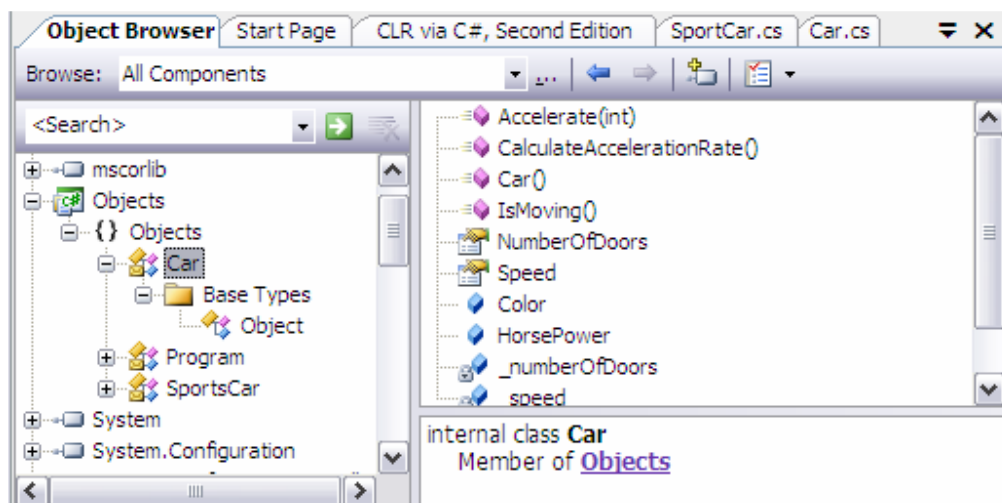 Object Browser Start Page CLR via C#, Second Edition SportCar.cs Car.cs
Browse: All Components ...
<Search>
mscorlib
C# Objects
{} Objects
Car
Base Types
Object
Program
SportsCar
System
System.Configuration
Accelerate(int)
CalculateAccelerationRate()
Car()
IsMoving()
NumberOfDoors
Speed
Color
HorsePower
_numberOfDoors
_speed
internal class Car
Member of Objects